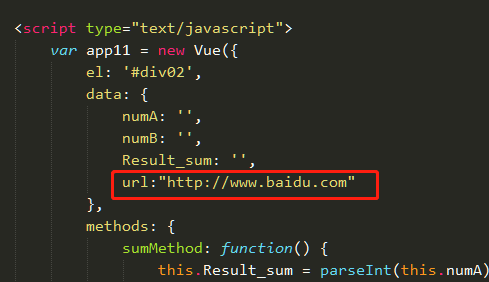 <script type="text/javascript">
var app11 = new Vue({
el: '#div02',
data: {
numA: '',
numB: '',
Result_sum: '',
url:"http://www.baidu.com"
},
methods: {
sumMethod: function() {
this.Result_sum = parseInt(this.numA)